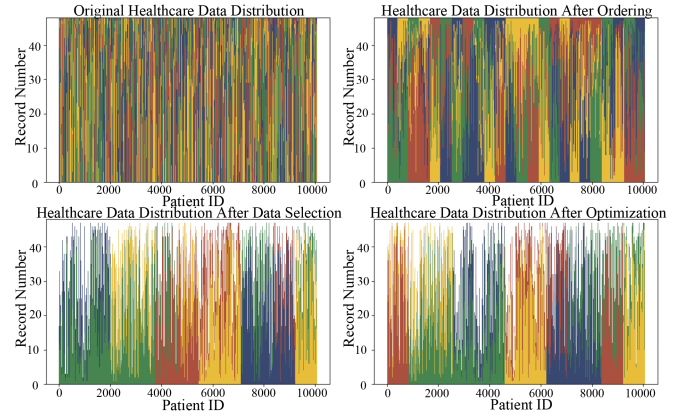 Original Healthcare Data Distribution
Record Number
40
30
20
10
0
0 2000 4000 6000 8000 10000
Patient ID
Healthcare Data Distribution After Ordering
Record Number
40
30
20
10
0
0 2000 4000 6000 8000 10000
Patient ID
Healthcare Data Distribution After Data Selection
Record Number
40
30
20
10
0
0 2000 4000 6000 8000 10000
Patient ID
Healthcare Data Distribution After Optimization
Record Number
40
30
20
10
0
0 2000 4000 6000 8000 10000
Patient ID